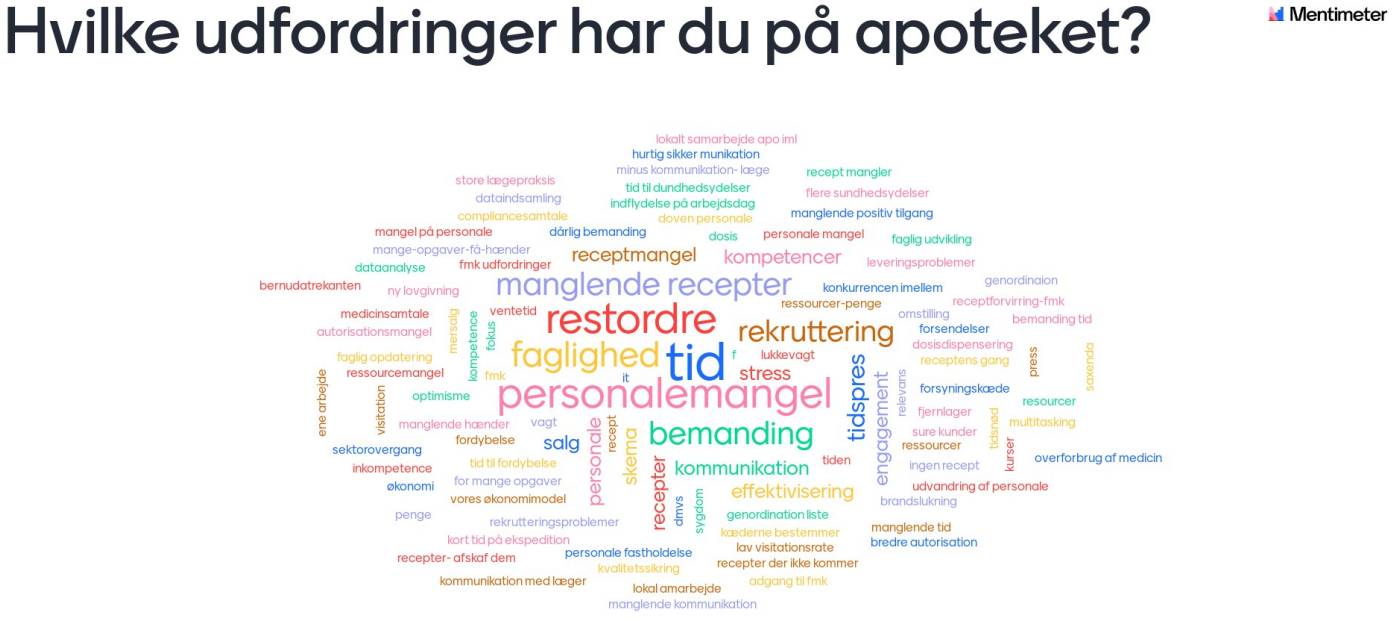 Hvilke udfordringer har du på apoteket?
Mentimeter
lokalt samarbejde apo iml
hurtig sikker munikation
minus kommunikation- læge
recept mangler
store lægepraksis
tid til dundhedsydelser
flere sundhedsydelser
dataindsamling
indflydelse på arbejdsdag
compliancesamtale
doven personale
manglende positiv tilgang
mangel på personale
dårlig bemanding
dosis
personale mangel
faglig udvikling
mange-opgaver-få-hænder
receptmangel
kompetencer
leveringsproblemer
dataanalyse
fmk udfordringer
bernudatrekanten
ny lovgivning
manglende recepter
konkurrencen imellem
genordinaion
ressourcer-penge
receptforvirring-fmk
medicinsamtale
mersalg
kompetence
fokus
ventetid
restordre
rekruttering
omstilling
bemanding tid
autorisationsmangel
forsendelser
dosisdispensering
faglig opdatering
faglighed
tid
f
lukkevagt
receptens gang
press
saxenda
ressourcemangel
fmk
it
stress
ene arbejde
visitation
optimisme
personalemangel
tidspres
engagement
relevans
forsyningskæde
resourcer
manglende hænder
vagt
fjernlager
tidsnød
multitasking
fordybelse
salg
personale
recept
skema
bemanding
sure kunder
ressourcer
kurser
sektorovergang
inkompetence
tid til fordybelse
recepter
kommunikation
tiden
ingen recept
overforbrug af medicin
økonomi
for mange opgaver
vores økonomimodel
dmvs
sygdom
effektivisering
udvandring af personale
brandslukning
penge
rekrutteringsproblemer
genordination liste
kort tid på ekspedition
kæderne bestemmer
manglende tid
bredre autorisation
recepter- afskaf dem
personale fastholdelse
lav visitationsrate
kvalitetssikring
recepter der ikke kommer
kommunikation med læger
lokal amarbejde
adgang til fmk
manglende kommunikation